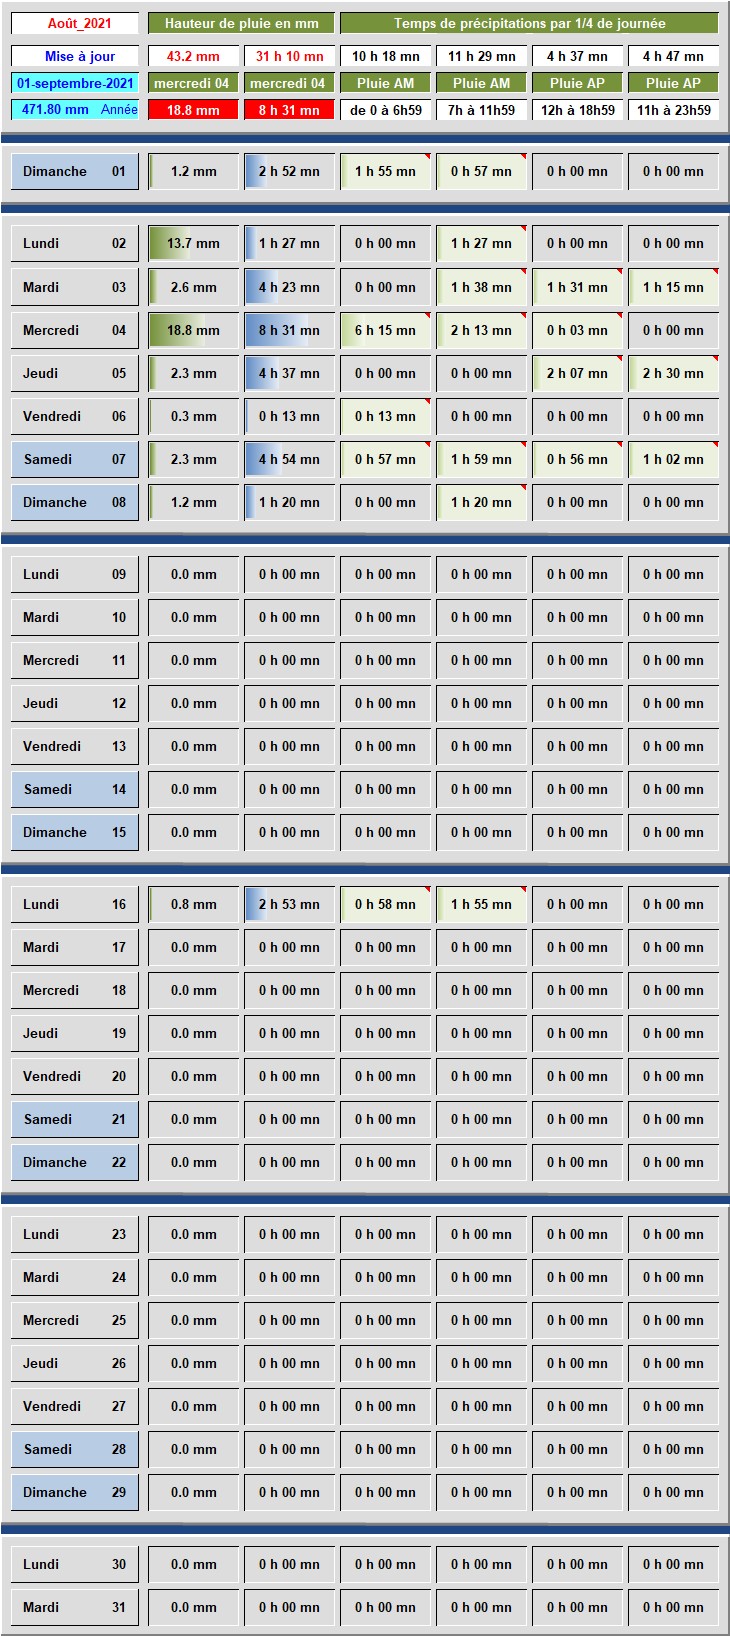 Août_2021 Hauteur de pluie en mm Temps de précipitations par 1/4 de journée
Mise à jour 43.2 mm 31 h 10 mn 10 h 18 mn 11 h 29 mn 4 h 37 mn 4 h 47 mn
01-septembre-2021 mercredi 04 mercredi 04 Pluie AM Pluie AM Pluie AP Pluie AP
471.80 mm Année 18.8 mm 8 h 31 mn de 0 à 6h59 7h à 11h59 12h à 18h59 11h à 23h59
Dimanche 01 1.2 mm 2 h 52 mn 1 h 55 mn 0 h 57 mn 0 h 00 mn 0 h 00 mn
Lundi 02 13.7 mm 1 h 27 mn 0 h 00 mn 1 h 27 mn 0 h 00 mn 0 h 00 mn
Mardi 03 2.6 mm 4 h 23 mn 0 h 00 mn 1 h 38 mn 1 h 31 mn 1 h 15 mn
Mercredi 04 18.8 mm 8 h 31 mn 6 h 15 mn 2 h 13 mn 0 h 03 mn 0 h 00 mn
Jeudi 05 2.3 mm 4 h 37 mn 0 h 00 mn 0 h 00 mn 2 h 07 mn 2 h 30 mn
Vendredi 06 0.3 mm 0 h 13 mn 0 h 13 mn 0 h 00 mn 0 h 00 mn 0 h 00 mn
Samedi 07 2.3 mm 4 h 54 mn 0 h 57 mn 1 h 59 mn 0 h 56 mn 1 h 02 mn
Dimanche 08 1.2 mm 1 h 20 mn 0 h 00 mn 1 h 20 mn 0 h 00 mn 0 h 00 mn
Lundi 09 0.0 mm 0 h 00 mn 0 h 00 mn 0 h 00 mn 0 h 00 mn 0 h 00 mn
Mardi 10 0.0 mm 0 h 00 mn 0 h 00 mn 0 h 00 mn 0 h 00 mn 0 h 00 mn
Mercredi 11 0.0 mm 0 h 00 mn 0 h 00 mn 0 h 00 mn 0 h 00 mn 0 h 00 mn
Jeudi 12 0.0 mm 0 h 00 mn 0 h 00 mn 0 h 00 mn 0 h 00 mn 0 h 00 mn
Vendredi 13 0.0 mm 0 h 00 mn 0 h 00 mn 0 h 00 mn 0 h 00 mn 0 h 00 mn
Samedi 14 0.0 mm 0 h 00 mn 0 h 00 mn 0 h 00 mn 0 h 00 mn 0 h 00 mn
Dimanche 15 0.0 mm 0 h 00 mn 0 h 00 mn 0 h 00 mn 0 h 00 mn 0 h 00 mn
Lundi 16 0.8 mm 2 h 53 mn 0 h 58 mn 1 h 55 mn 0 h 00 mn 0 h 00 mn
Mardi 17 0.0 mm 0 h 00 mn 0 h 00 mn 0 h 00 mn 0 h 00 mn 0 h 00 mn
Mercredi 18 0.0 mm 0 h 00 mn 0 h 00 mn 0 h 00 mn 0 h 00 mn 0 h 00 mn
Jeudi 19 0.0 mm 0 h 00 mn 0 h 00 mn 0 h 00 mn 0 h 00 mn 0 h 00 mn
Vendredi 20 0.0 mm 0 h 00 mn 0 h 00 mn 0 h 00 mn 0 h 00 mn 0 h 00 mn
Samedi 21 0.0 mm 0 h 00 mn 0 h 00 mn 0 h 00 mn 0 h 00 mn 0 h 00 mn
Dimanche 22 0.0 mm 0 h 00 mn 0 h 00 mn 0 h 00 mn 0 h 00 mn 0 h 00 mn
Lundi 23 0.0 mm 0 h 00 mn 0 h 00 mn 0 h 00 mn 0 h 00 mn 0 h 00 mn
Mardi 24 0.0 mm 0 h 00 mn 0 h 00 mn 0 h 00 mn 0 h 00 mn 0 h 00 mn
Mercredi 25 0.0 mm 0 h 00 mn 0 h 00 mn 0 h 00 mn 0 h 00 mn 0 h 00 mn
Jeudi 26 0.0 mm 0 h 00 mn 0 h 00 mn 0 h 00 mn 0 h 00 mn 0 h 00 mn
Vendredi 27 0.0 mm 0 h 00 mn 0 h 00 mn 0 h 00 mn 0 h 00 mn 0 h 00 mn
Samedi 28 0.0 mm 0 h 00 mn 0 h 00 mn 0 h 00 mn 0 h 00 mn 0 h 00 mn
Dimanche 29 0.0 mm 0 h 00 mn 0 h 00 mn 0 h 00 mn 0 h 00 mn 0 h 00 mn
Lundi 30 0.0 mm 0 h 00 mn 0 h 00 mn 0 h 00 mn 0 h 00 mn 0 h 00 mn
Mardi 31 0.0 mm 0 h 00 mn 0 h 00 mn 0 h 00 mn 0 h 00 mn 0 h 00 mn